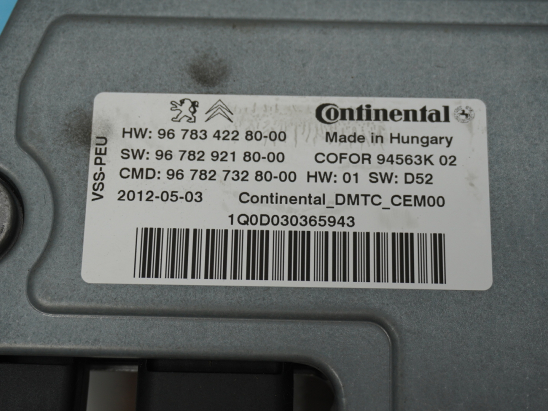 VSS-PEU
Continental
HW: 96 783 422 80-00 Made in Hungary
SW: 96 782 921 80-00 COFOR 94563K 02
CMD: 96 782 732 80-00 HW: 01 SW: D52
2012-05-03 Continental_DMTC_CEM00
1Q0D030365943